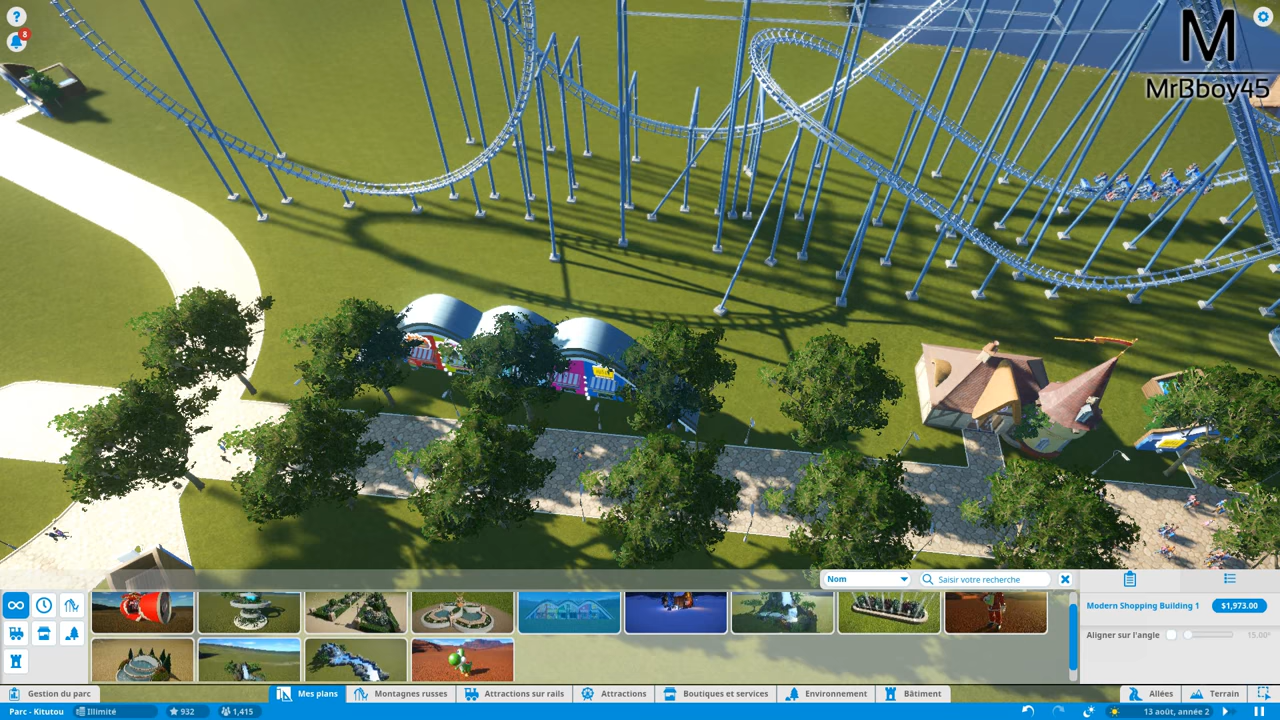 ?
8
M
MrBboy45
Nom
Saisir votre recherche
Modern Shopping Building 1
$1,973.00
Aligner sur l'angle
15.00°
Gestion du parc
Mes plans
Montagnes russes
Attractions sur rails
Attractions
Boutiques et services
Environnement
Bâtiment
Allées
Terrain
Parc - Kitutou
Illimité
932
1,415
13 août, année 2